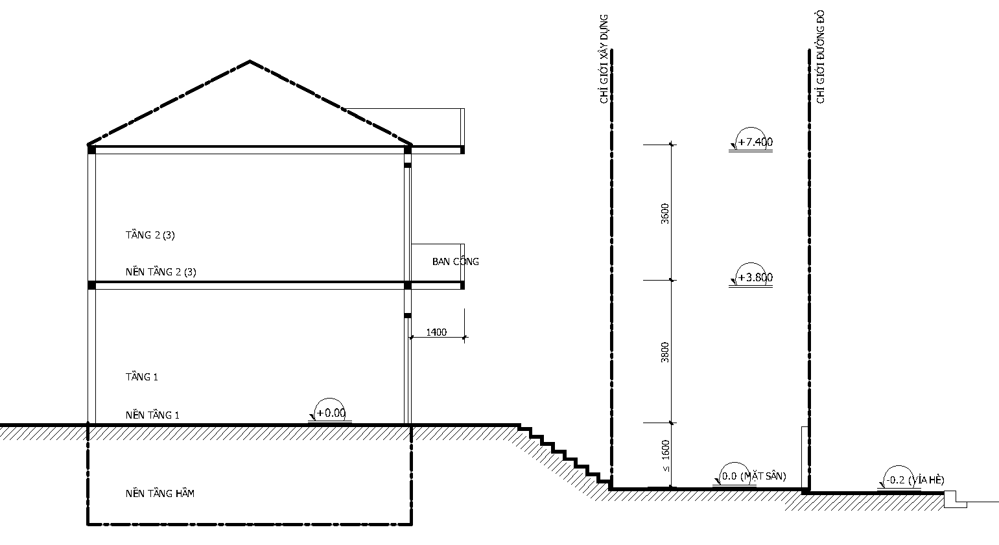 CHỈ GIỚI XÂY DỰNG
CHỈ GIỚI ĐƯỜNG ĐỎ
+7.400
3600
TẦNG 2 (3)
BAN CÔNG
NỀN TẦNG 2 (3)
+3.800
1400
3800
TẦNG 1
NỀN TẦNG 1
+0.00
≤ 1600
0.0 (MẶT SÂN)
-0.2 (VỈA HÈ)
NỀN TẦNG HẦM